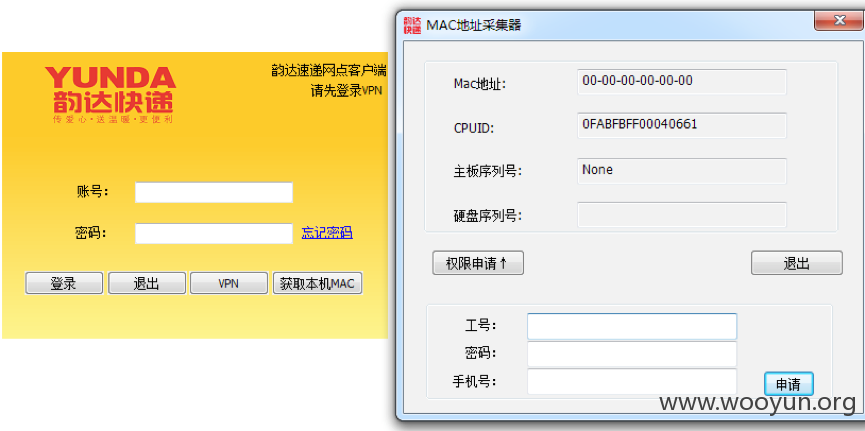 YUNDA
韵达快递
传爱心·送温暖·更便利
韵达速递网点客户端
请先登录VPN
账号：
密码：
忘记密码
登录 退出 VPN 获取本机MAC
韵达快递 MAC地址采集器
Mac地址: 00-00-00-00-00-00
CPUID: 0FABFBFF00040661
主板序列号: None
硬盘序列号:
权限申请↑ 退出
工号:
密码:
手机号:
申请
www.wooyun.org